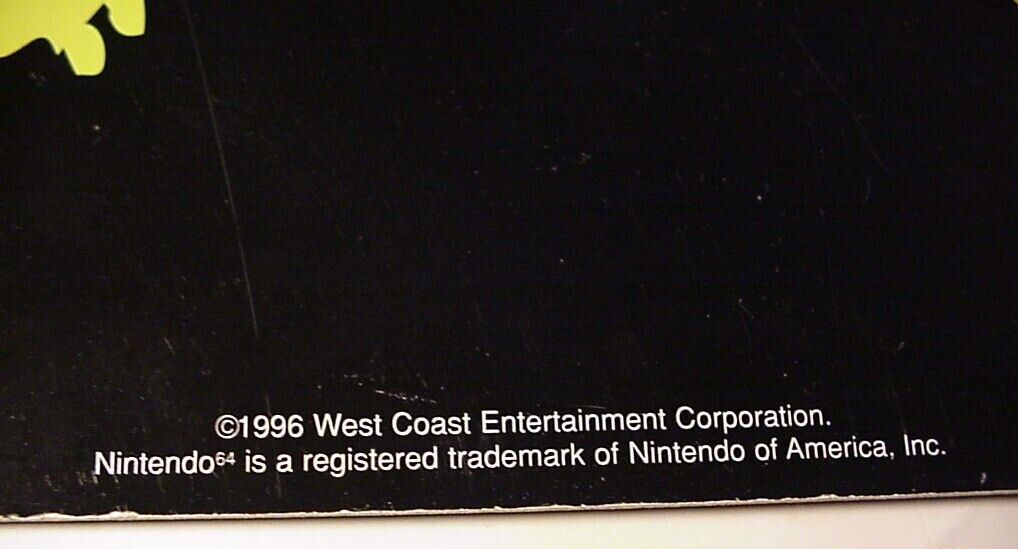 ©1996 West Coast Entertainment Corporation.
Nintendo⁶⁴ is a registered trademark of Nintendo of America, Inc.